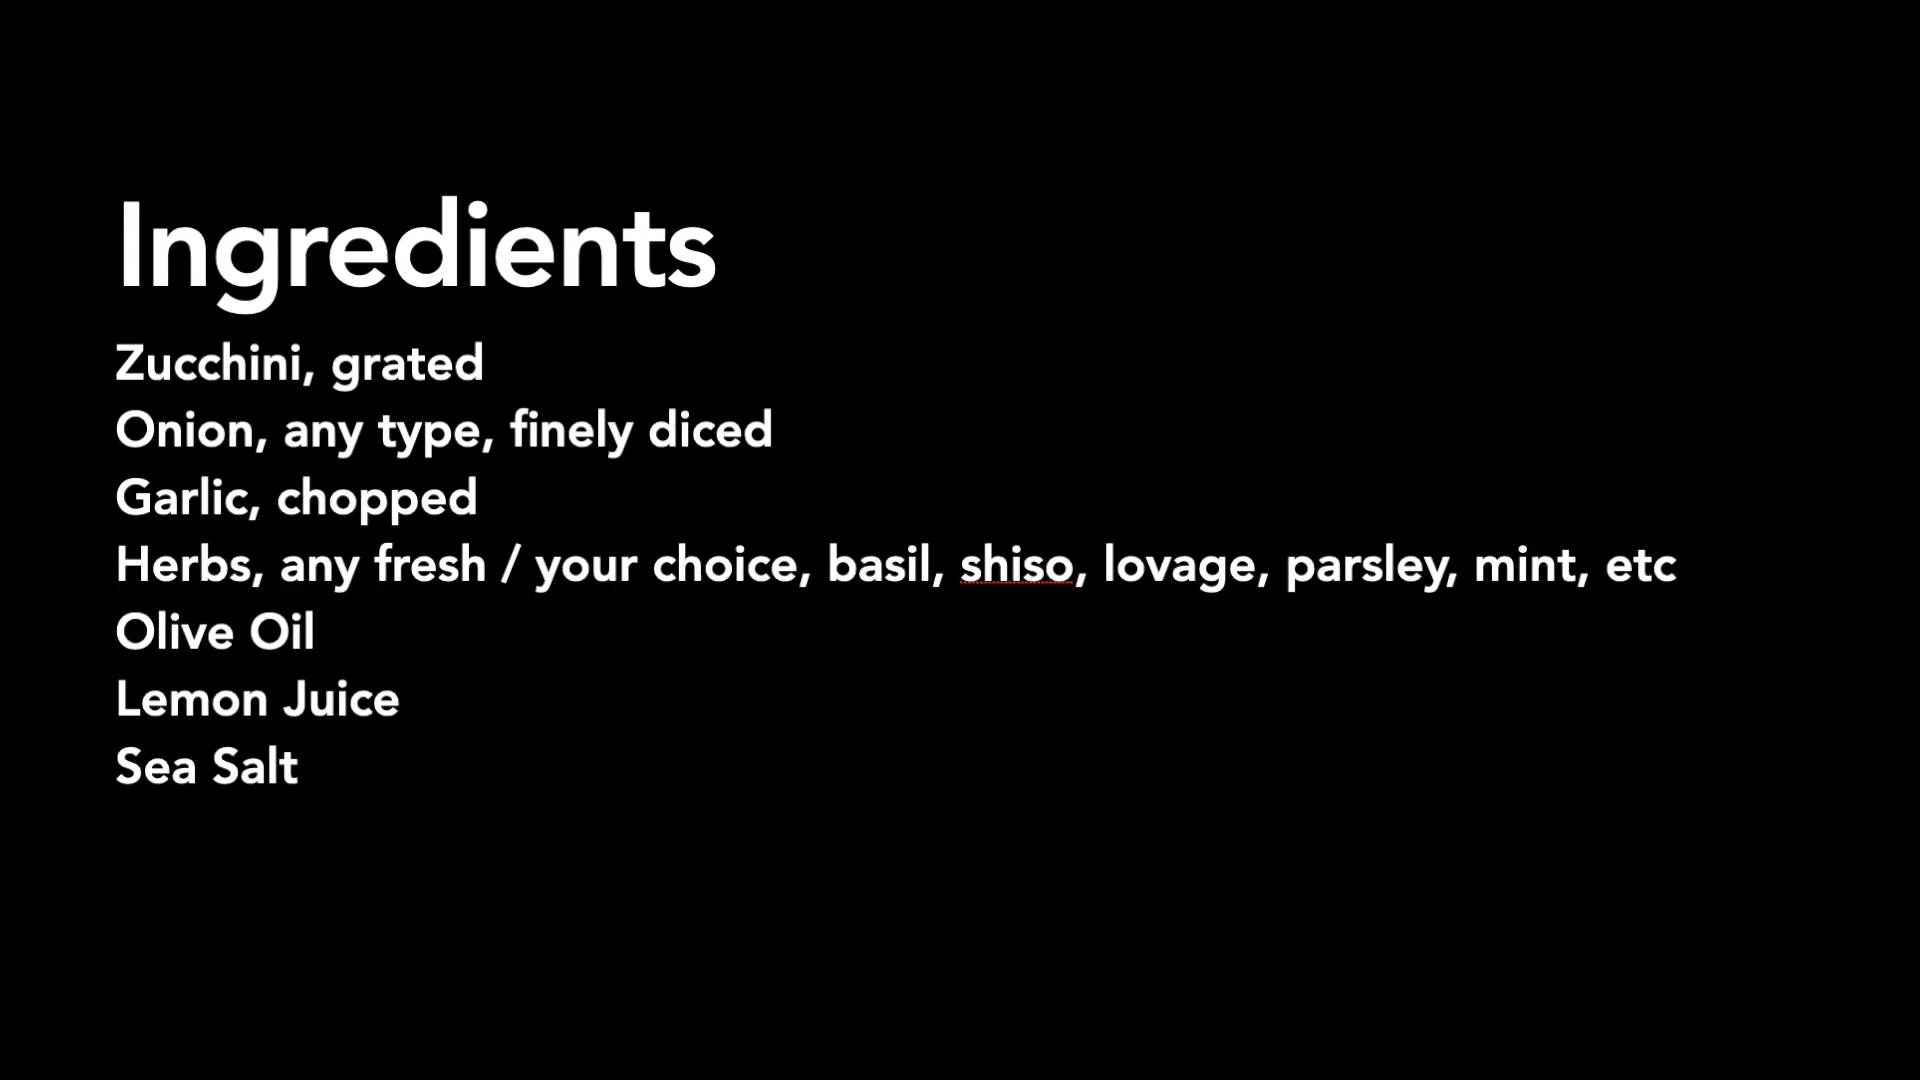 Ingredients
Zucchini, grated
Onion, any type, finely diced
Garlic, chopped
Herbs, any fresh / your choice, basil, shiso, lovage, parsley, mint, etc
Olive Oil
Lemon Juice
Sea Salt